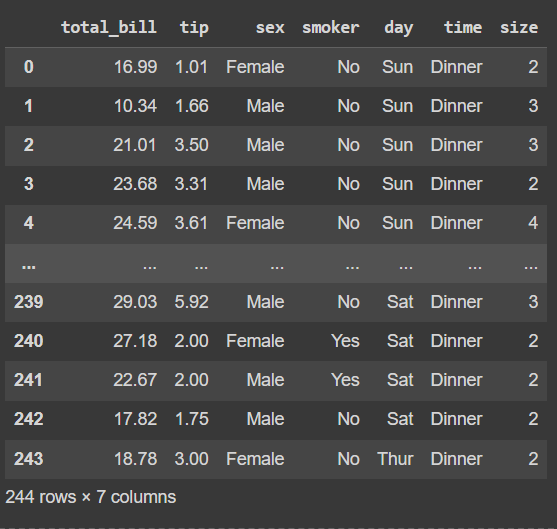 total_bill tip sex smoker day time size
0 16.99 1.01 Female No Sun Dinner 2
1 10.34 1.66 Male No Sun Dinner 3
2 21.01 3.50 Male No Sun Dinner 3
3 23.68 3.31 Male No Sun Dinner 2
4 24.59 3.61 Female No Sun Dinner 4
... ... ... ... ... ... ... ...
239 29.03 5.92 Male No Sat Dinner 3
240 27.18 2.00 Female Yes Sat Dinner 2
241 22.67 2.00 Male Yes Sat Dinner 2
242 17.82 1.75 Male No Sat Dinner 2
243 18.78 3.00 Female No Thur Dinner 2
244 rows × 7 columns